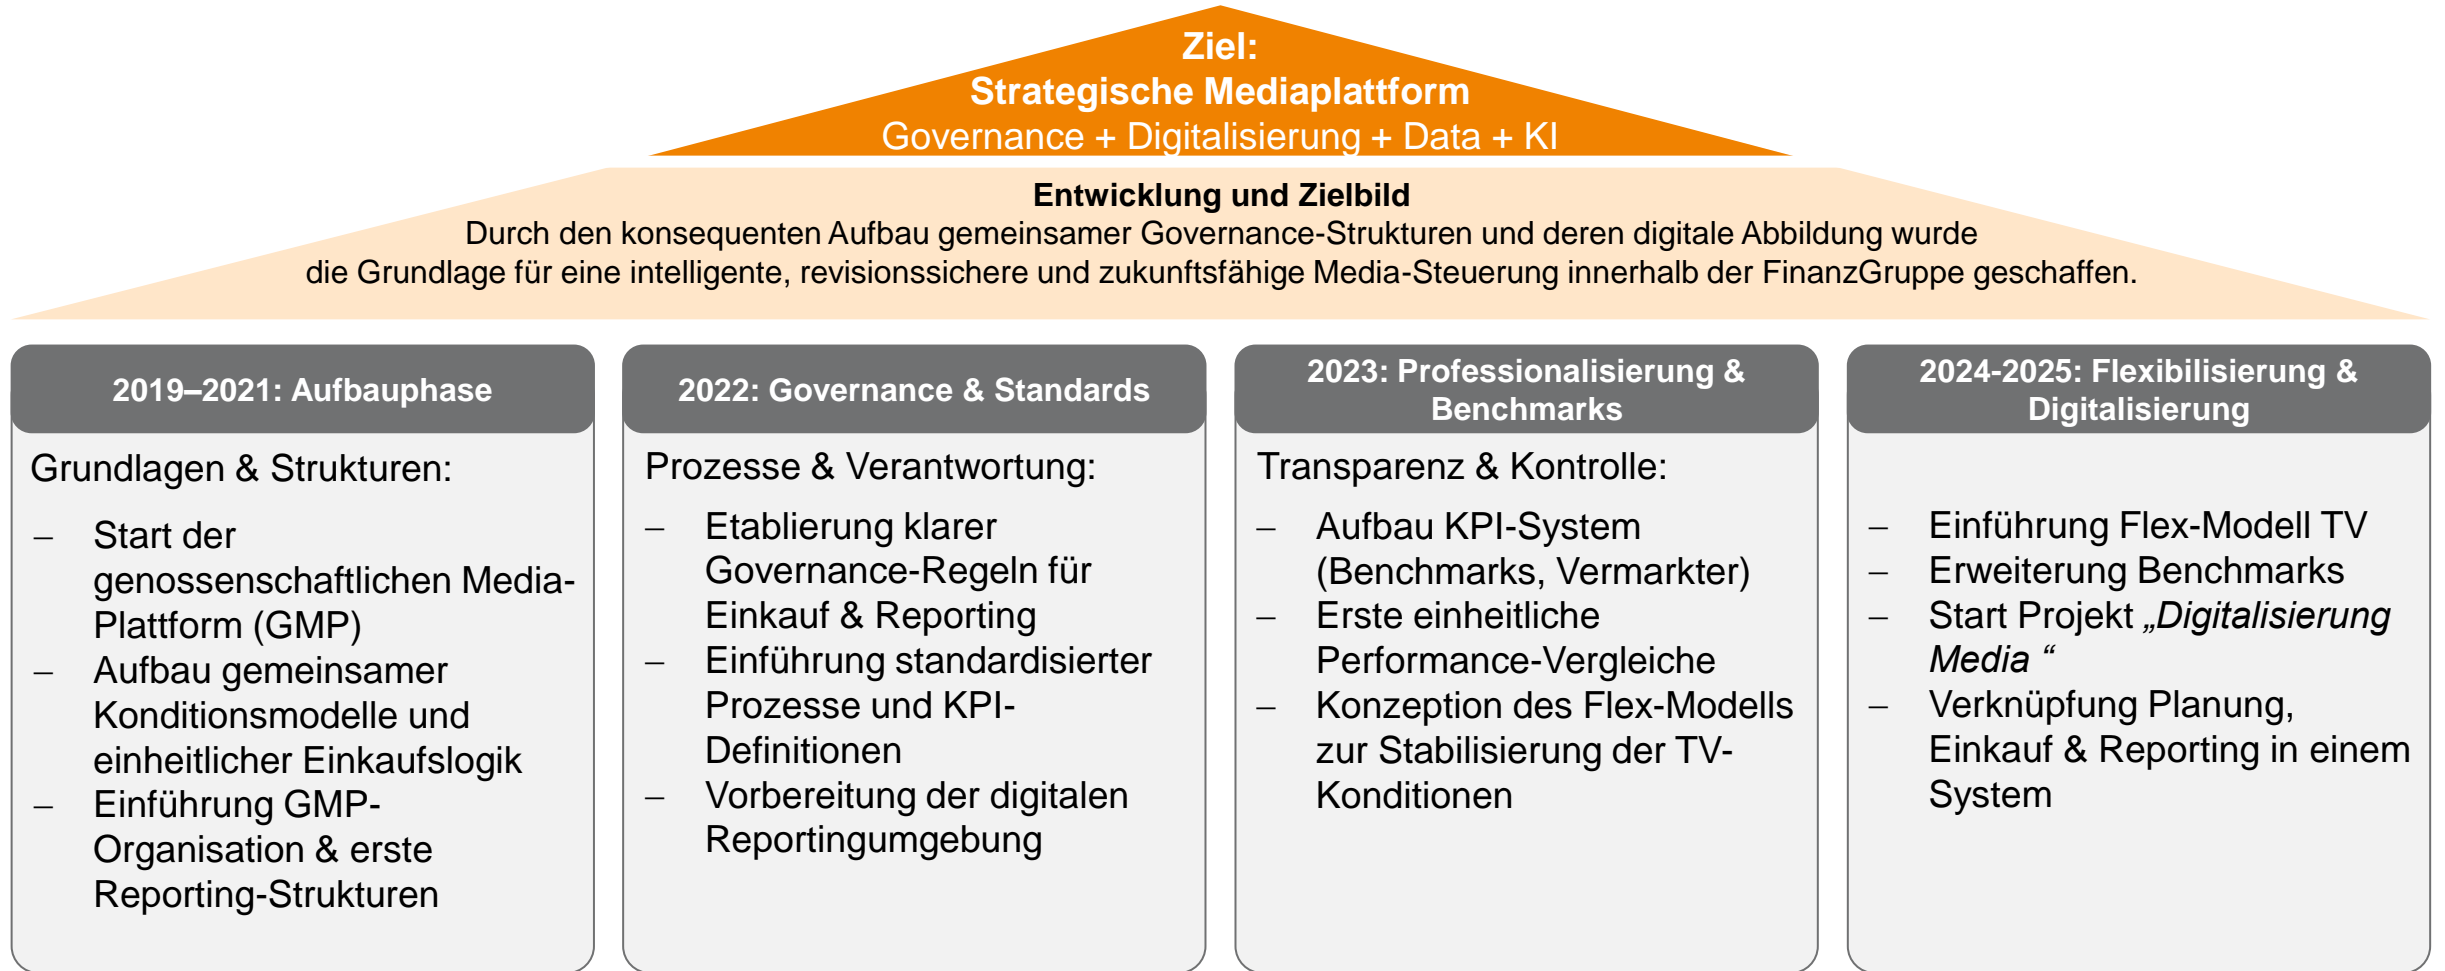 Ziel:
Strategische Mediaplattform
Governance + Digitalisierung + Data + KI
Entwicklung und Zielbild
Durch den konsequenten Aufbau gemeinsamer Governance-Strukturen und deren digitale Abbildung wurde
die Grundlage für eine intelligente, revisionssichere und zukunftsfähige Media-Steuerung innerhalb der FinanzGruppe geschaffen.
2019–2021: Aufbauphase
Grundlagen & Strukturen:
– Start der
genossenschaftlichen Media-
Plattform (GMP)
– Aufbau gemeinsamer
Konditionsmodelle und
einheitlicher Einkaufslogik
– Einführung GMP-
Organisation & erste
Reporting-Strukturen
2022: Governance & Standards
Prozesse & Verantwortung:
– Etablierung klarer
Governance-Regeln für
Einkauf & Reporting
– Einführung standardisierter
Prozesse und KPI-
Definitionen
– Vorbereitung der digitalen
Reportingumgebung
2023: Professionalisierung &
Benchmarks
Transparenz & Kontrolle:
– Aufbau KPI-System
(Benchmarks, Vermarkter)
– Erste einheitliche
Performance-Vergleiche
– Konzeption des Flex-Modells
zur Stabilisierung der TV-
Konditionen
2024-2025: Flexibilisierung &
Digitalisierung
– Einführung Flex-Modell TV
– Erweiterung Benchmarks
– Start Projekt „Digitalisierung
Media “
– Verknüpfung Planung,
Einkauf & Reporting in einem
System